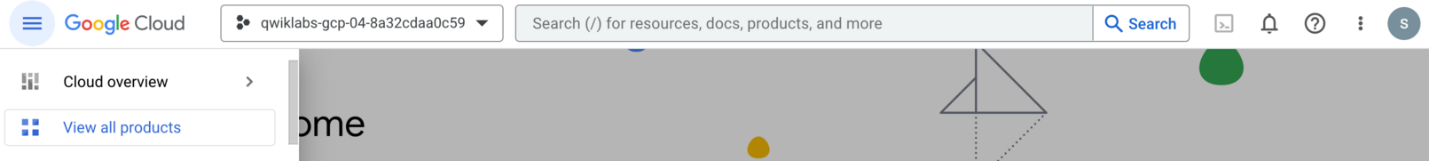 Google Cloud
qwiklabs-gcp-04-8a32cdaa0c59
Search (/) for resources, docs, products, and more
Search
S
Cloud overview
View all products
ome